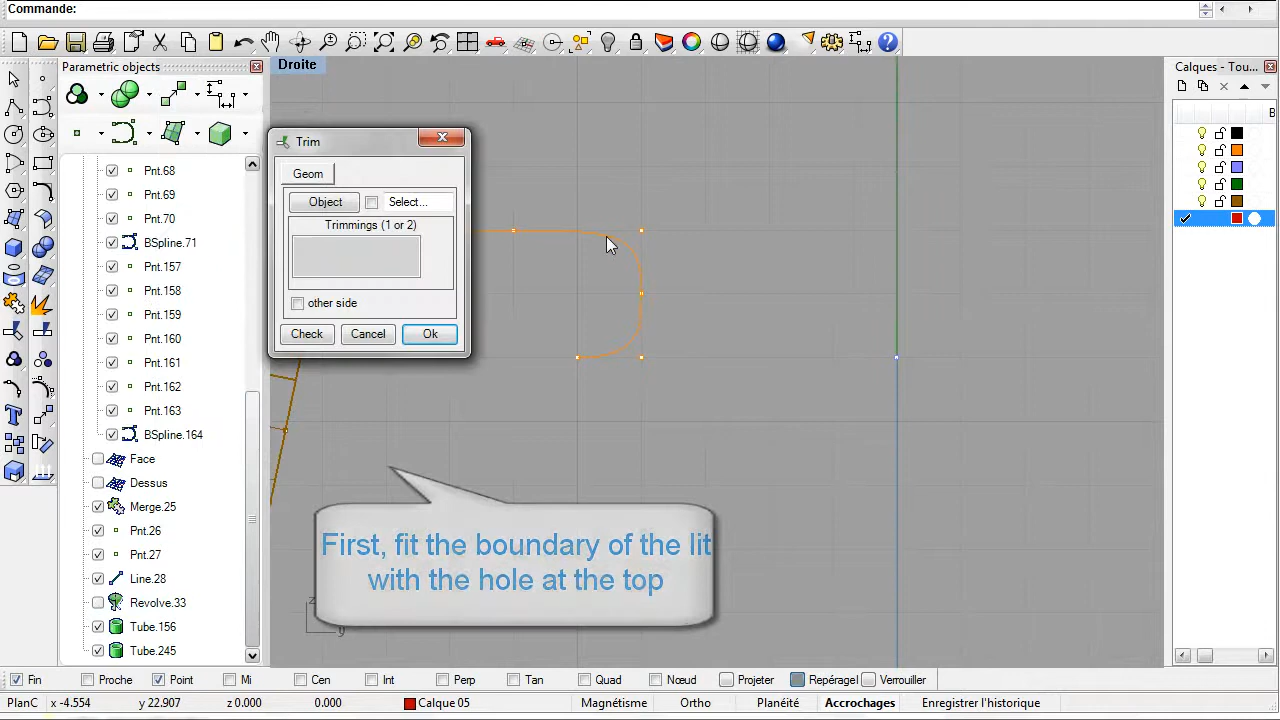 Commande:
Parametric objects
Droite
Calques - Tou...
B
Pnt.68
Pnt.69
Pnt.70
BSpline.71
Pnt.157
Pnt.158
Pnt.159
Pnt.160
Pnt.161
Pnt.162
Pnt.163
BSpline.164
Face
Dessus
Merge.25
Pnt.26
Pnt.27
Line.28
Revolve.33
Tube.156
Tube.245
Trim
Geom
Object
Select...
Trimmings (1 or 2)
other side
Check
Cancel
Ok
First, fit the boundary of the lit
with the hole at the top
z
y
Fin
Proche
Point
Mi
Cen
Int
Perp
Tan
Quad
Nœud
Projeter
Repéragel
Verrouiller
PlanC
x -4.554
y 22.907
z 0.000
0.000
Calque 05
Magnétisme
Ortho
Planéité
Accrochages
Enregistrer l'historique